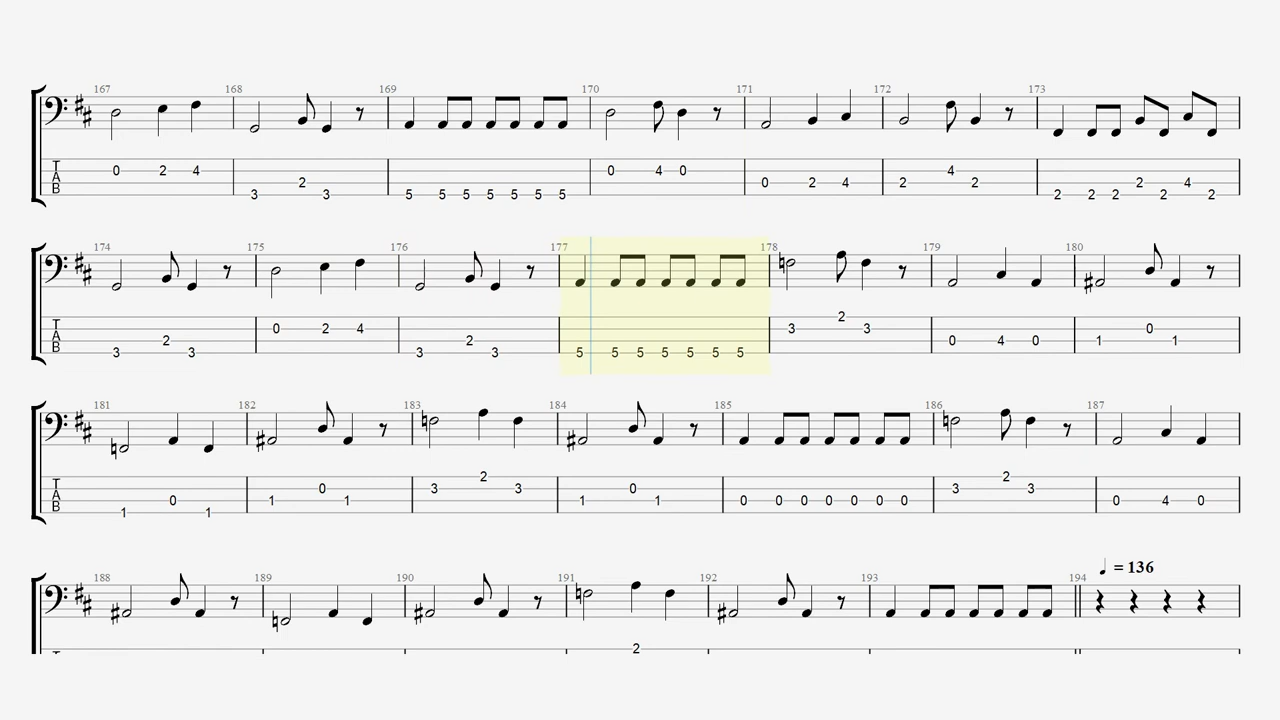 167 168 169 170 171 172 173
T 0 2 4 4 0 0 4 0 4
A 2 0 2 4 2 2 2 4
B 3 3 5 5 5 5 5 5 5 2 2 2 2 2
174 175 176 177 178 179 180
2
T 0 2 4 3 3 0
A 2 2 0 4 0 1 1
B 3 3 3 3 5 5 5 5 5 5 5
181 182 183 184 185 186 187
2 2
T 0 3 3 0 3 3
A 0 1 1 1 1 0 0 0 0 0 0 0 0 4 0
B 1 1
= 136
188 189 190 191 192 193 194
2